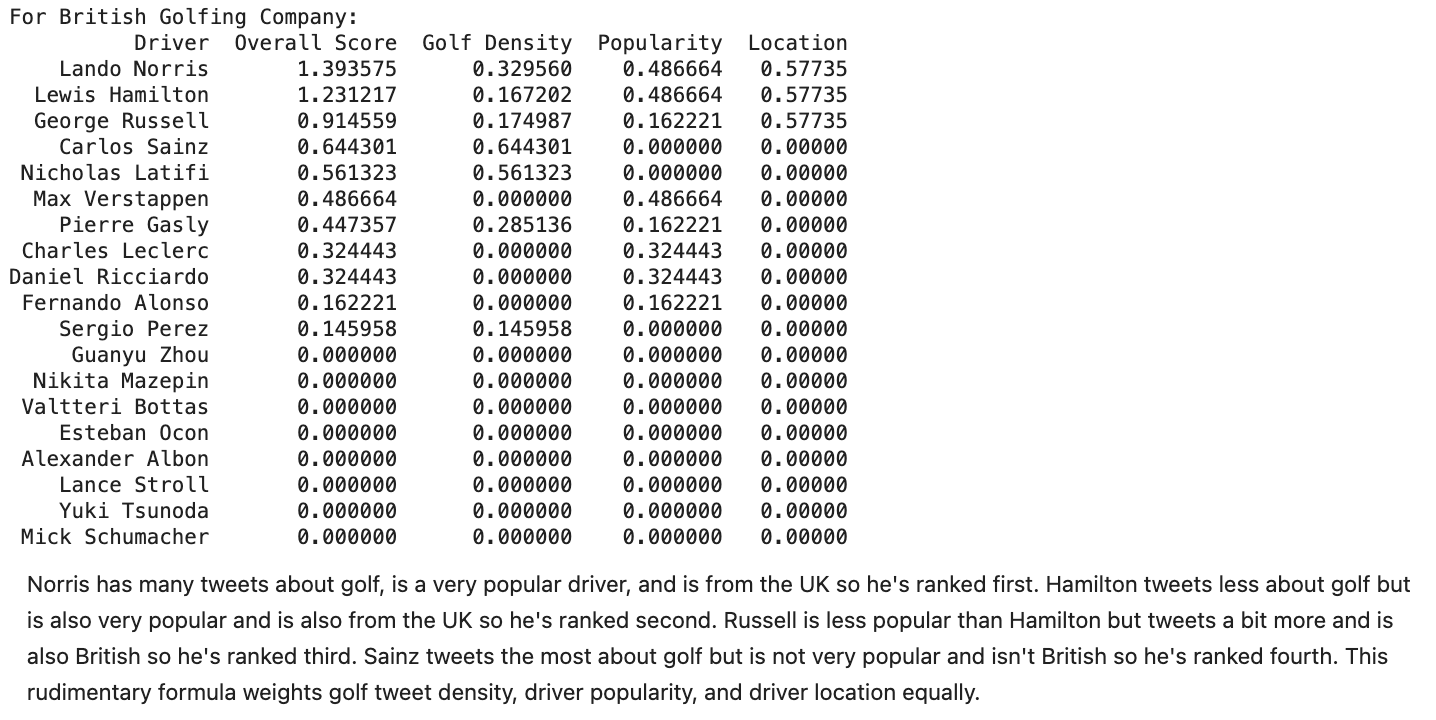 For British Golfing Company:
Driver Overall Score Golf Density Popularity Location
Lando Norris 1.393575 0.329560 0.486664 0.57735
Lewis Hamilton 1.231217 0.167202 0.486664 0.57735
George Russell 0.914559 0.174987 0.162221 0.57735
Carlos Sainz 0.644301 0.644301 0.000000 0.00000
Nicholas Latifi 0.561323 0.561323 0.000000 0.00000
Max Verstappen 0.486664 0.000000 0.486664 0.00000
Pierre Gasly 0.447357 0.285136 0.162221 0.00000
Charles Leclerc 0.324443 0.000000 0.324443 0.00000
Daniel Ricciardo 0.324443 0.000000 0.324443 0.00000
Fernando Alonso 0.162221 0.000000 0.162221 0.00000
Sergio Perez 0.145958 0.145958 0.000000 0.00000
Guanyu Zhou 0.000000 0.000000 0.000000 0.00000
Nikita Mazepin 0.000000 0.000000 0.000000 0.00000
Valtteri Bottas 0.000000 0.000000 0.000000 0.00000
Esteban Ocon 0.000000 0.000000 0.000000 0.00000
Alexander Albon 0.000000 0.000000 0.000000 0.00000
Lance Stroll 0.000000 0.000000 0.000000 0.00000
Yuki Tsunoda 0.000000 0.000000 0.000000 0.00000
Mick Schumacher 0.000000 0.000000 0.000000 0.00000
Norris has many tweets about golf, is a very popular driver, and is from the UK so he's ranked first. Hamilton tweets less about golf but
is also very popular and is also from the UK so he's ranked second. Russell is less popular than Hamilton but tweets a bit more and is
also British so he's ranked third. Sainz tweets the most about golf but is not very popular and isn't British so he's ranked fourth. This
rudimentary formula weights golf tweet density, driver popularity, and driver location equally.